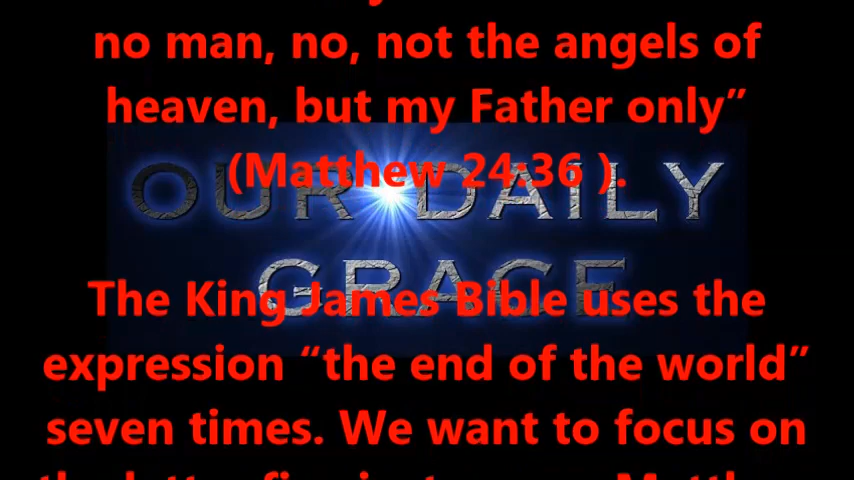 no man, no, not the angels of
heaven, but my Father only”
(Matthew 24:36 ).
OUR DAILY
GRACE
The King James Bible uses the
expression “the end of the world”
seven times. We want to focus on